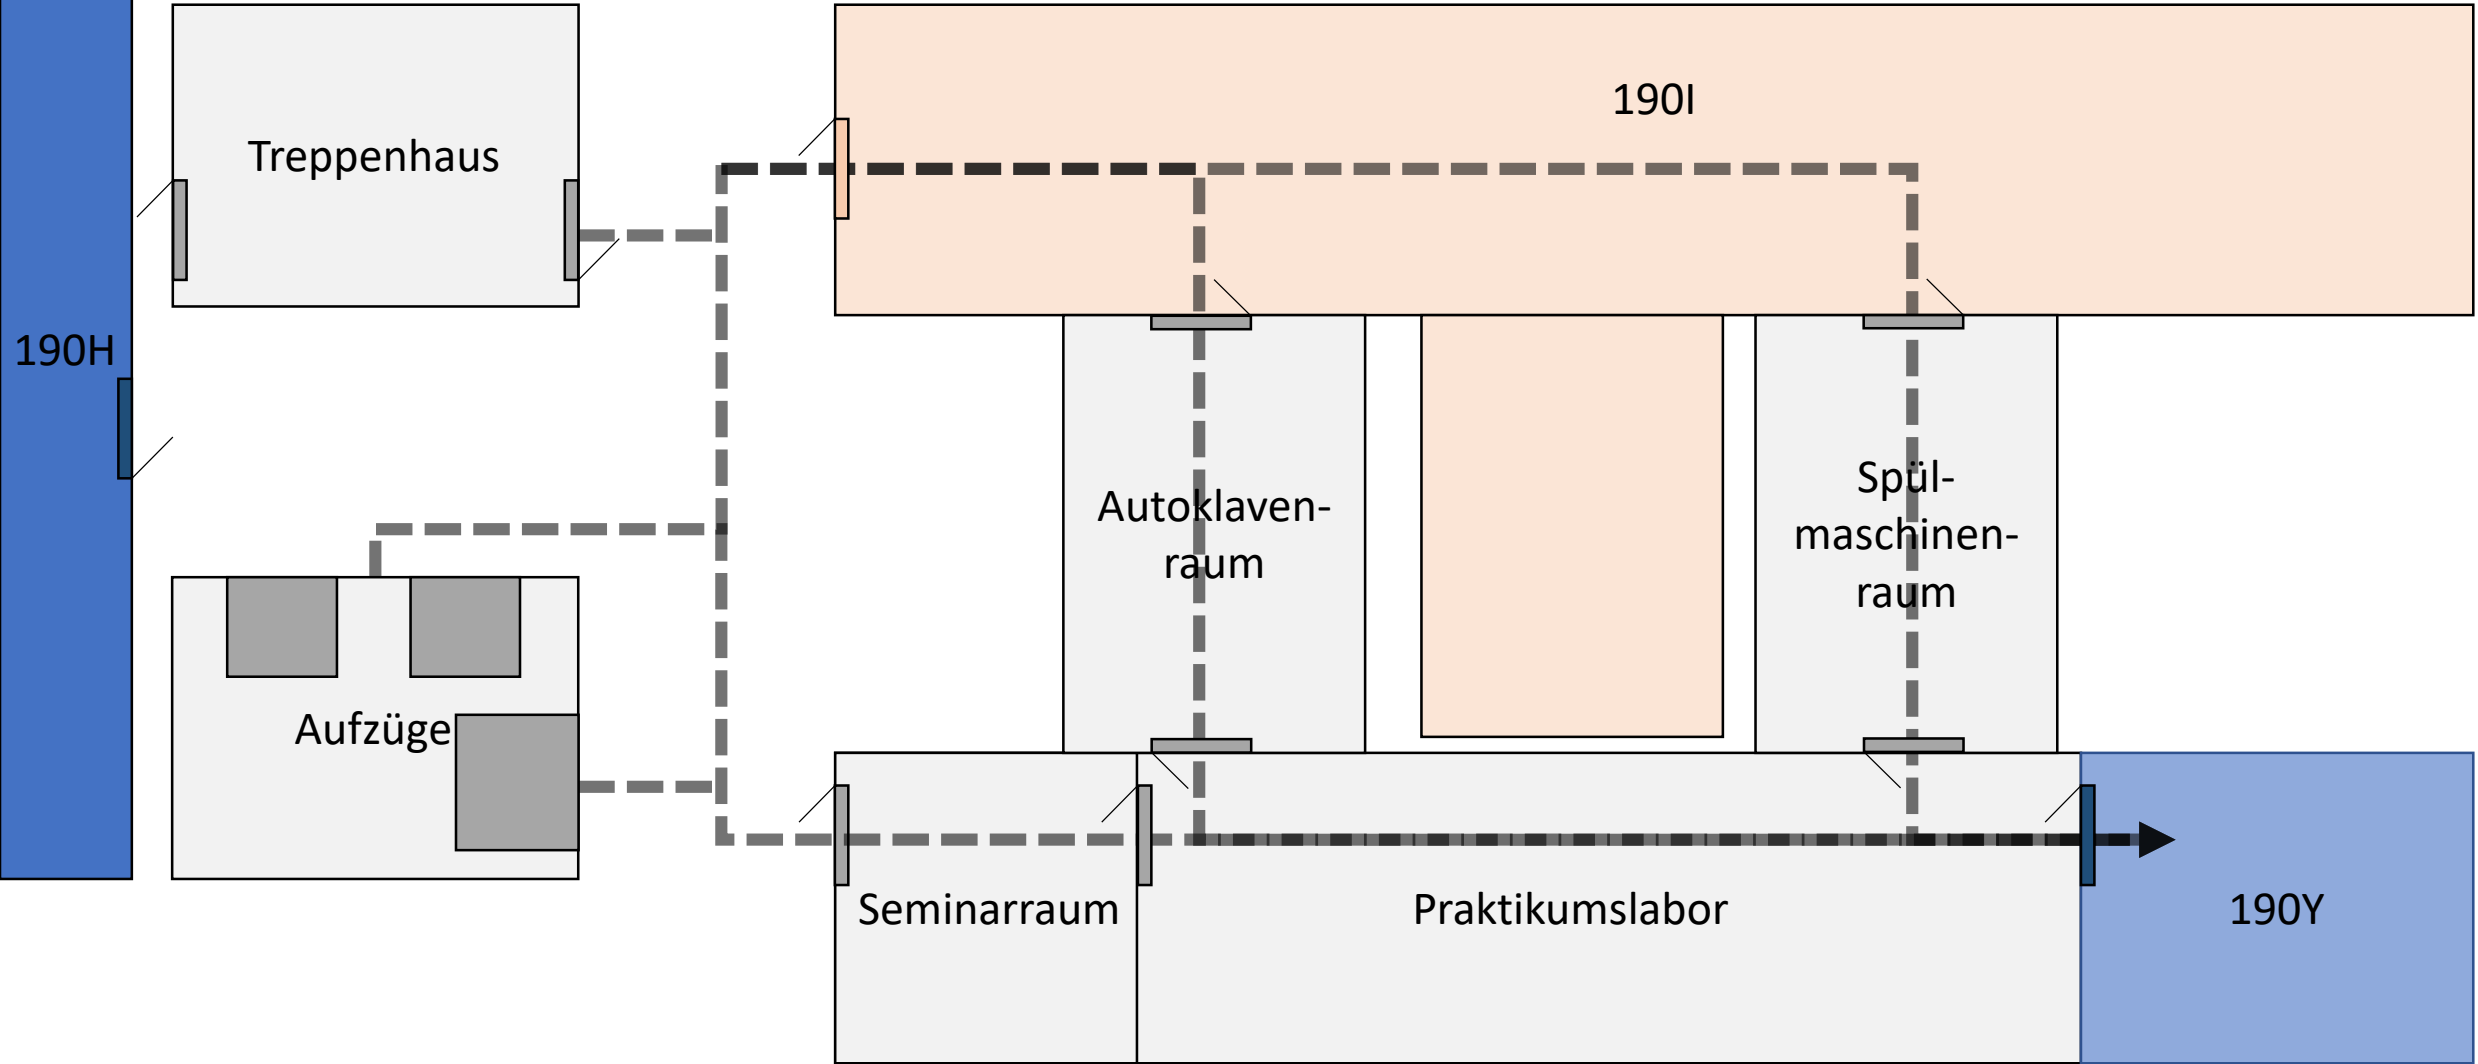 190I
Treppenhaus
190H
Autoklaven-
raum
Spül-
maschinen-
raum
Aufzüge
Seminarraum
Praktikumslabor
190Y